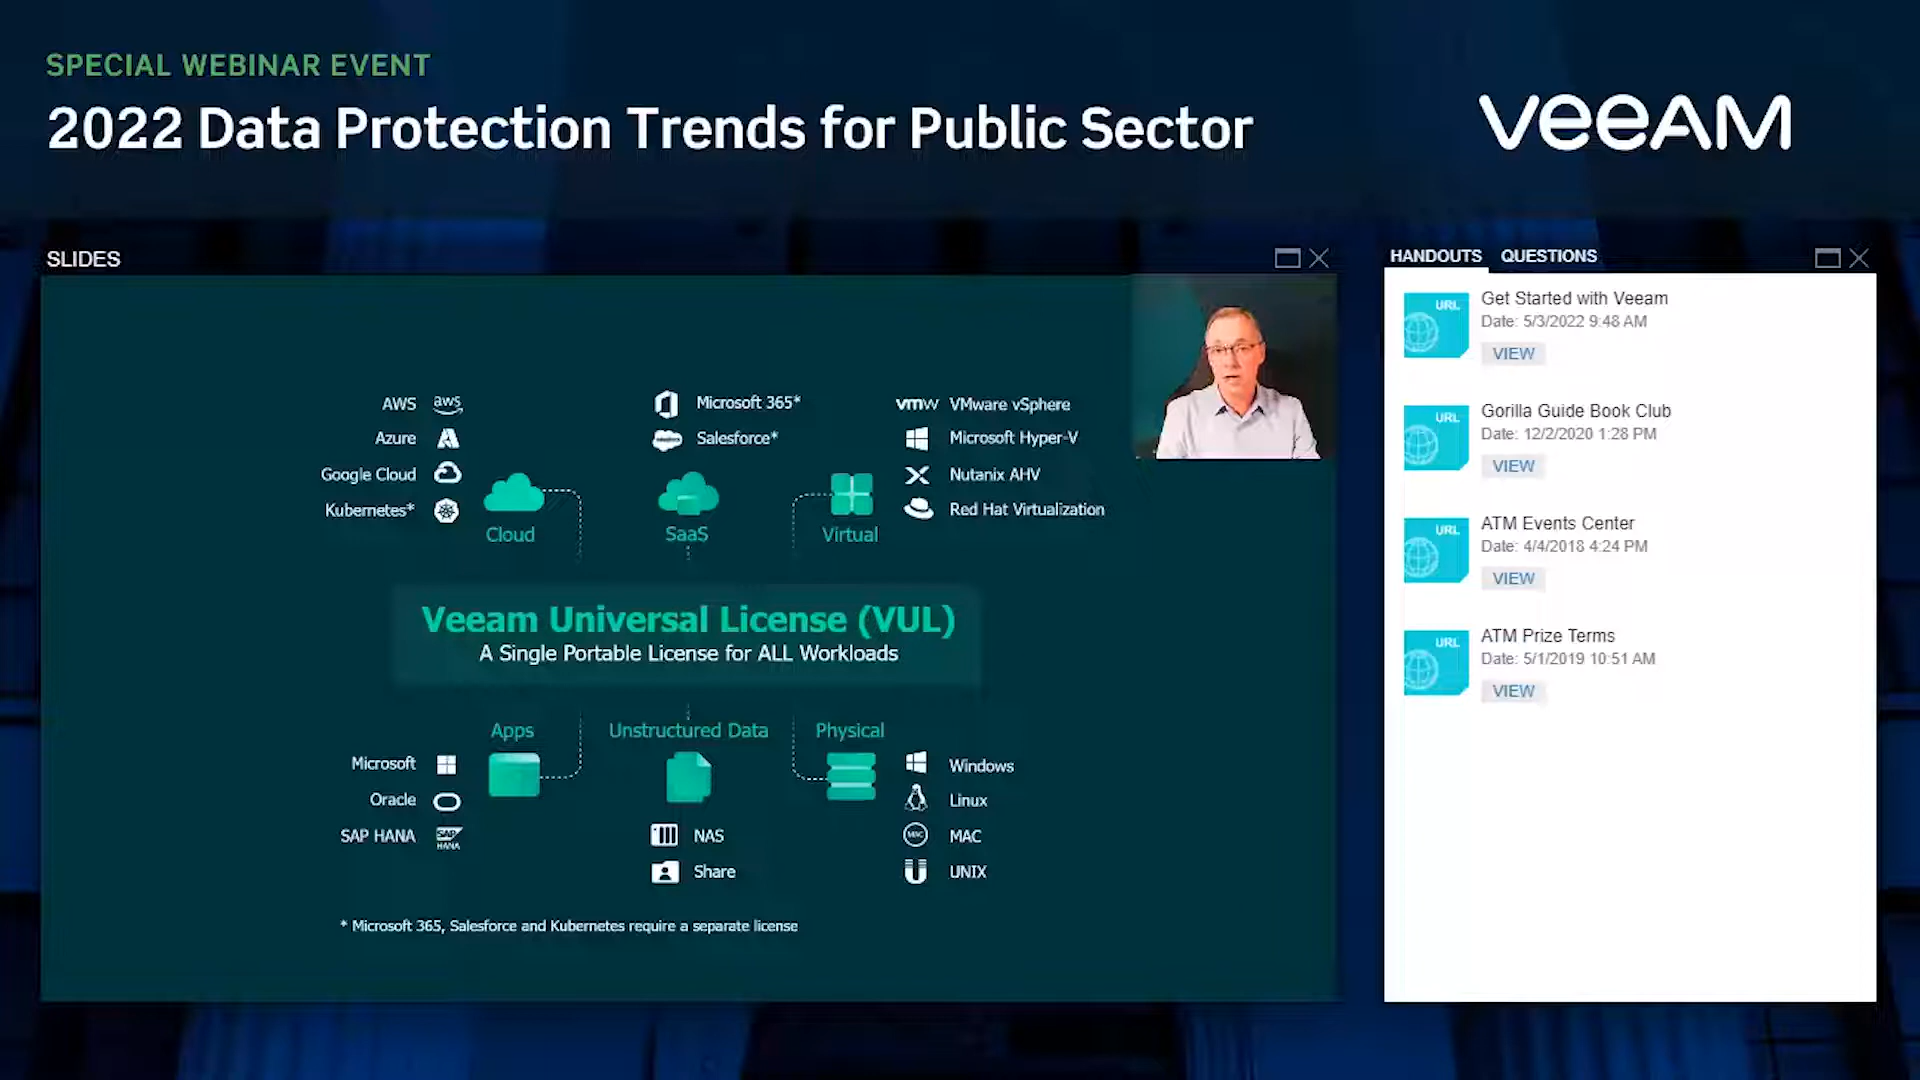 SPECIAL WEBINAR EVENT
2022 Data Protection Trends for Public Sector
veeam
SLIDES
AWS
aws
Azure
Google Cloud
Kubernetes*
Cloud
Microsoft 365*
Salesforce*
SaaS
vmw VMware vSphere
Microsoft Hyper-V
Nutanix AHV
Red Hat Virtualization
Virtual
Veeam Universal License (VUL)
A Single Portable License for ALL Workloads
Apps
Microsoft
Oracle
SAP HANA
SAP
HANA
Unstructured Data
NAS
Share
Physical
Windows
Linux
MAC
MAC
UNIX
* Microsoft 365, Salesforce and Kubernetes require a separate license
HANDOUTS QUESTIONS
URL
Get Started with Veeam
Date: 5/3/2022 9:48 AM
VIEW
URL
Gorilla Guide Book Club
Date: 12/2/2020 1:28 PM
VIEW
URL
ATM Events Center
Date: 4/4/2018 4:24 PM
VIEW
URL
ATM Prize Terms
Date: 5/1/2019 10:51 AM
VIEW